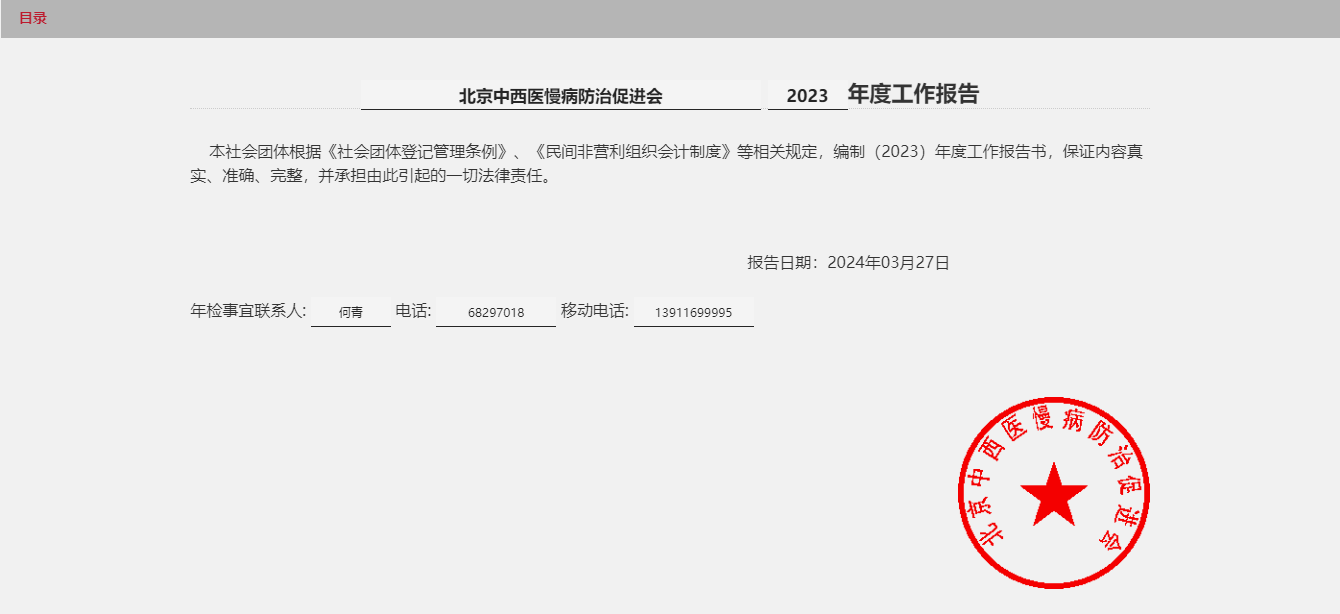 目录
北京中西医慢病防治促进会 2023 年度工作报告
本社会团体根据《社会团体登记管理条例》、《民间非营利组织会计制度》等相关规定，编制（2023）年度工作报告书，保证内容真
实、准确、完整，并承担由此引起的一切法律责任。
报告日期：2024年03月27日
年检事宜联系人: 何青 电话: 68297018 移动电话: 13911699995
北京中西医慢病防治促进会